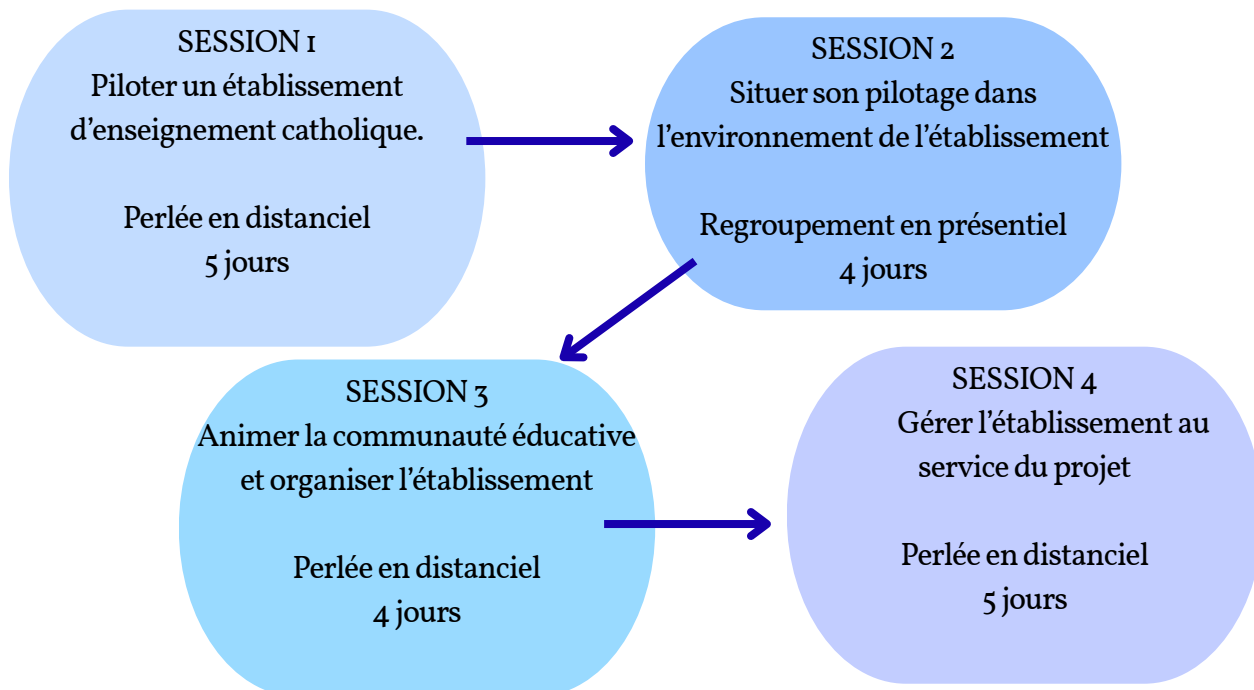 SESSION 1
Piloter un établissement
d’enseignement catholique.
Perlée en distanciel
5 jours
SESSION 2
Situer son pilotage dans
l’environnement de l’établissement
Regroupement en présentiel
4 jours
SESSION 3
Animer la communauté éducative
et organiser l’établissement
Perlée en distanciel
4 jours
SESSION 4
Gérer l’établissement au
service du projet
Perlée en distanciel
5 jours